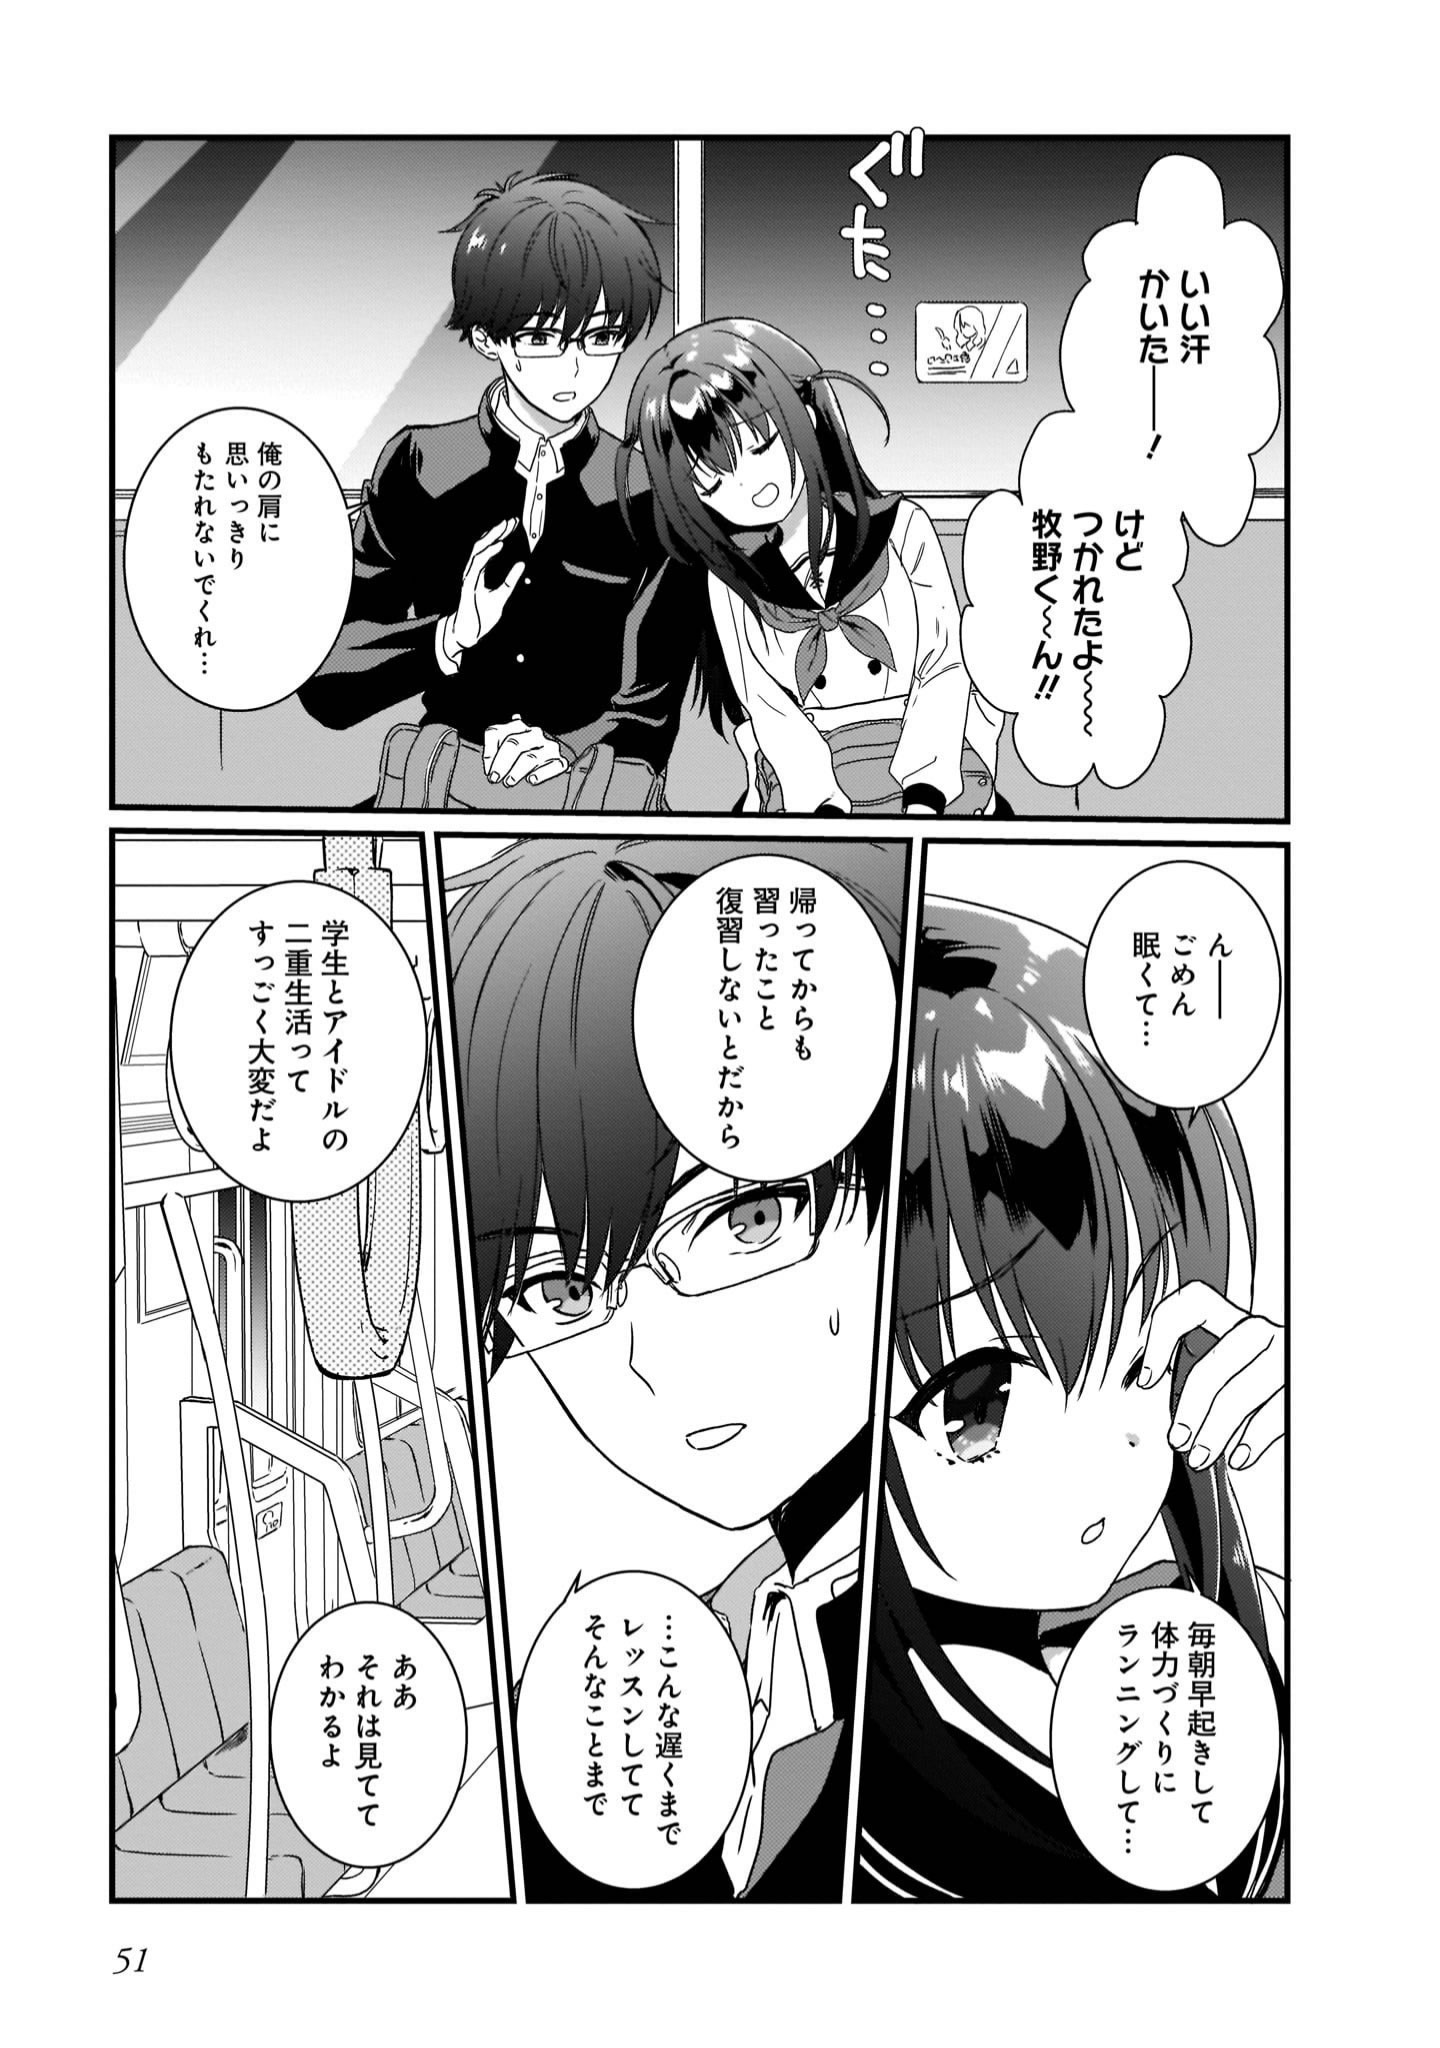 いい汗
かいた――！
けど
つかれたよ～～～
牧野く～ん!!
ぐた……
俺の肩に
思いっきり
もたれないでくれ…
ん――
ごめん
眠くて…
毎朝早起きして
体力づくりに
ランニングして…
帰ってからも
習ったこと
復習しないとだから
…こんな遅くまで
レッスンしてて
そんなことまで
学生とアイドルの
二重生活って
すっごく大変だよ
ああ
それは見てて
わかるよ
51